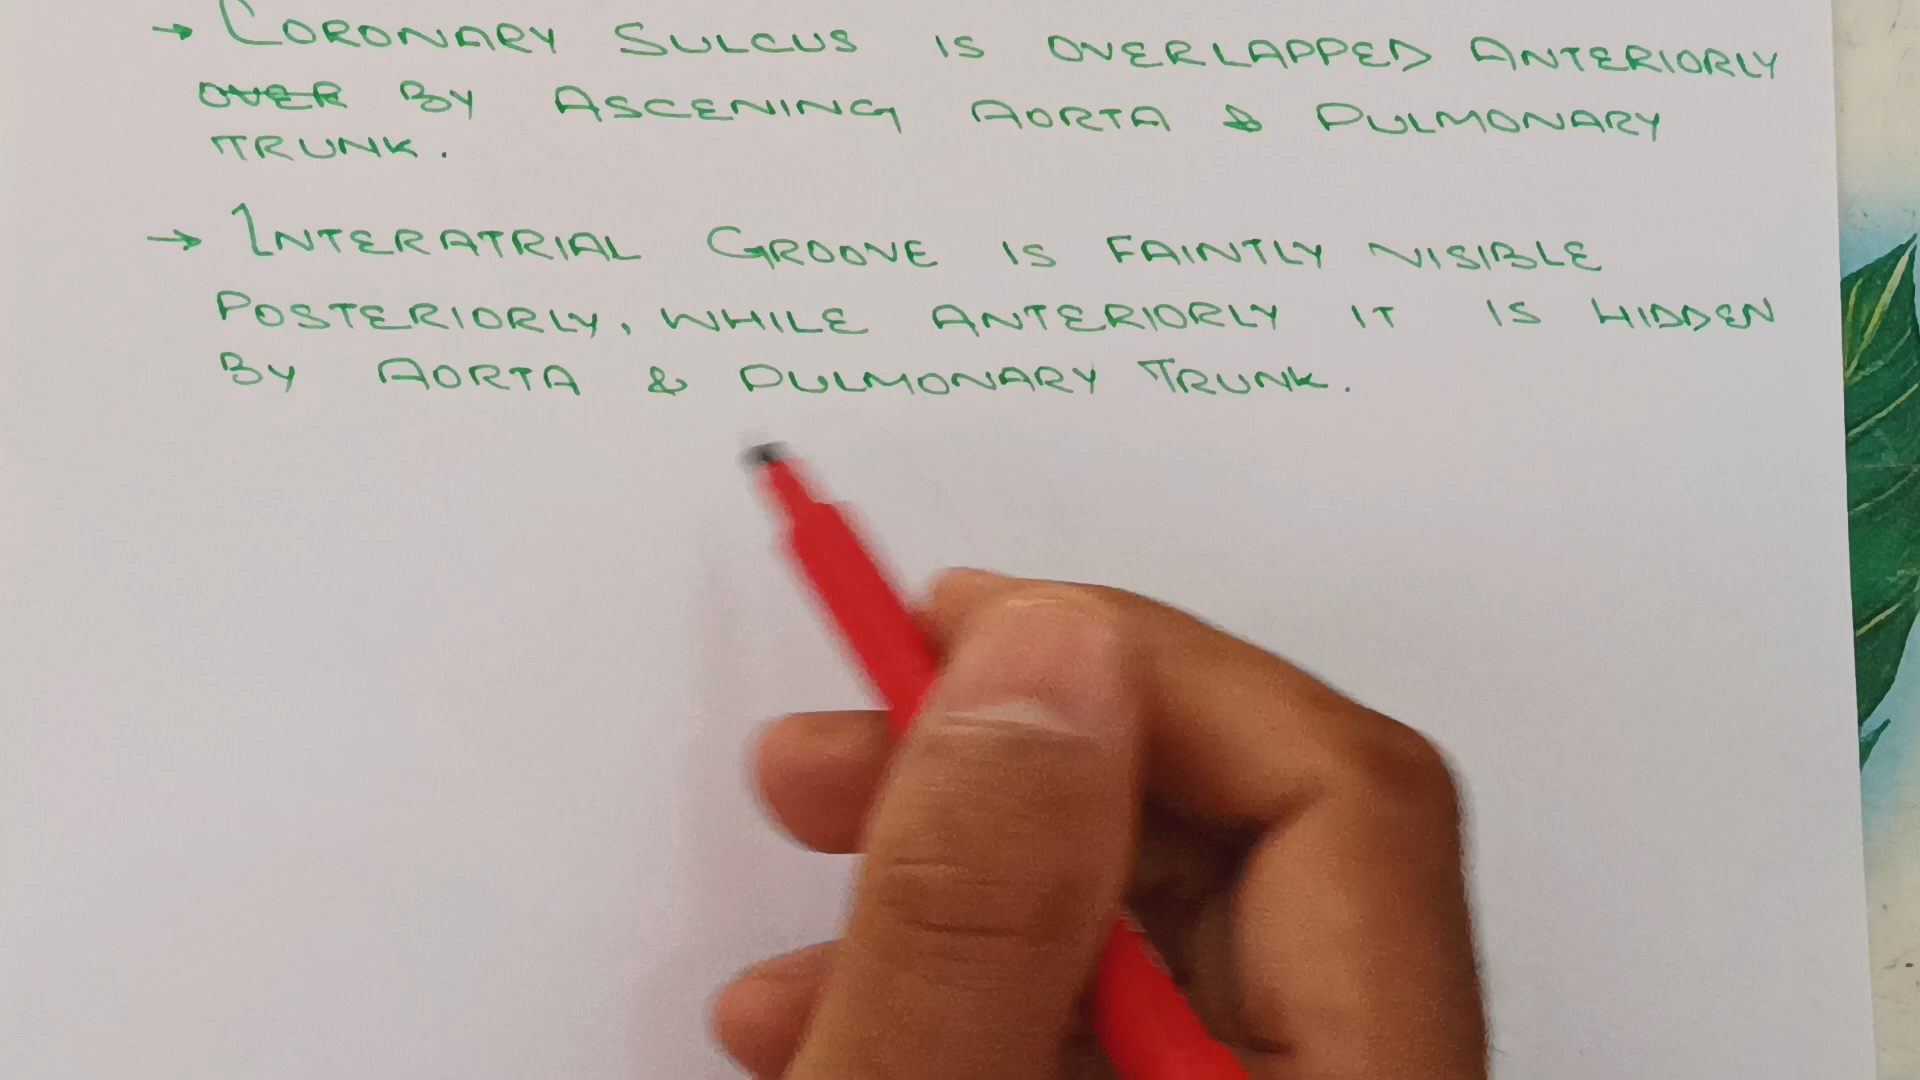 → CORONARY SULCUS IS OVERLAPPED ANTERIORLY
OVER BY ASCENING AORTA & PULMONARY
TRUNK.
→ INTERATRIAL GROOVE IS FAINTLY VISIBLE
POSTERIORLY, WHILE ANTERIORLY IT IS HIDDEN
BY AORTA & PULMONARY TRUNK.